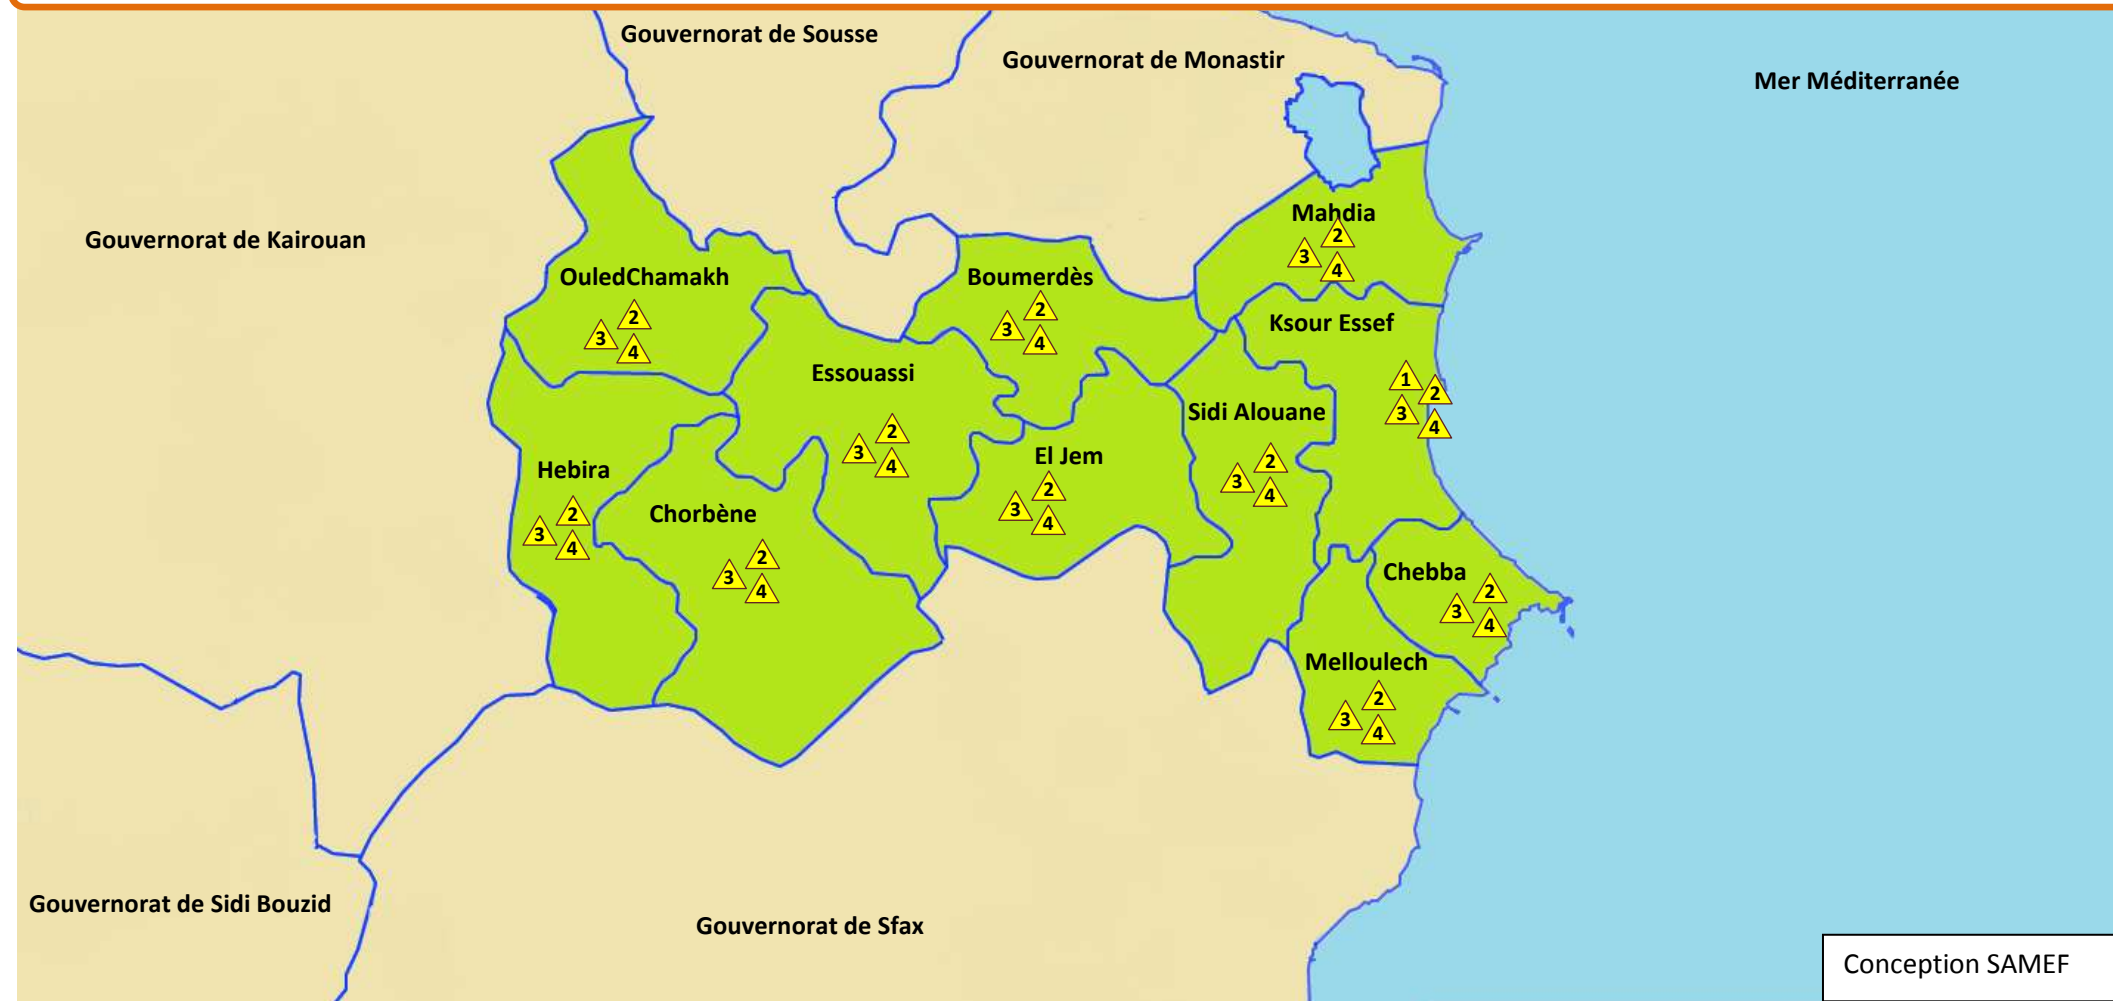 Gouvernorat de Sousse
Gouvernorat de Monastir
Mer Méditerranée
Gouvernorat de Kairouan
Mahdia
2
3
4
OuledChamakh
2
3
4
Boumerdès
2
3
4
Ksour Essef
1
2
3
4
Essouassi
2
3
4
Sidi Alouane
2
3
4
El Jem
2
3
4
Hebira
2
3
4
Chorbène
2
3
4
Chebba
2
3
4
Melloulech
2
3
4
Gouvernorat de Sidi Bouzid
Gouvernorat de Sfax
Conception SAMEF